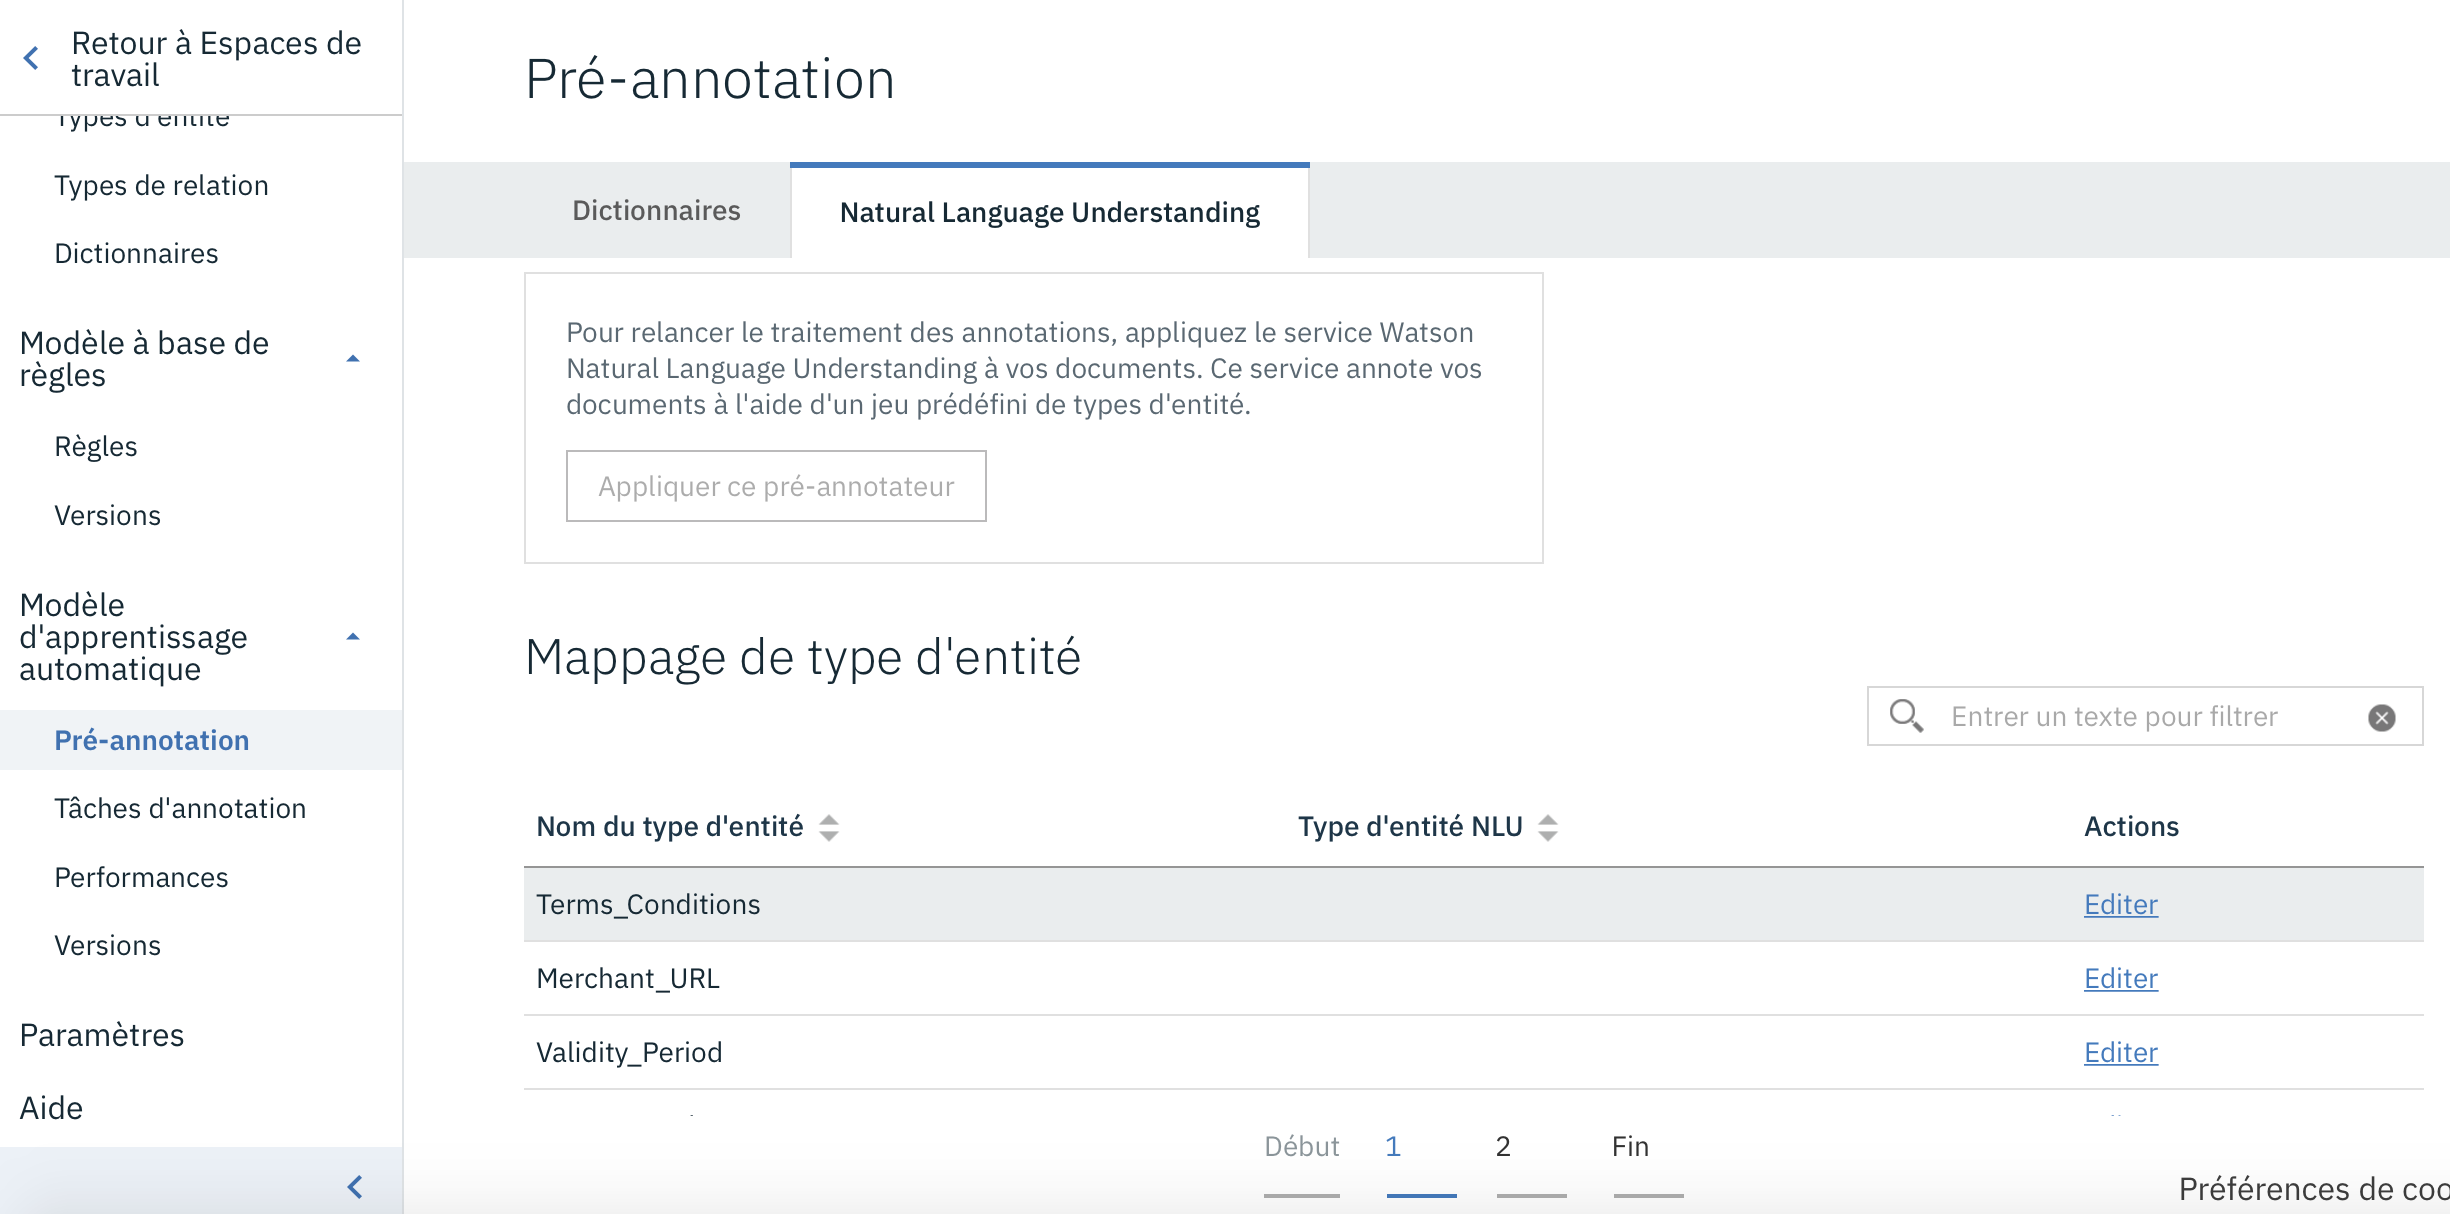 Retour à Espaces de
travail
Types d'entité
Types de relation
Dictionnaires
Modèle à base de
règles
Règles
Versions
Modèle
d'apprentissage
automatique
Pré-annotation
Tâches d'annotation
Performances
Versions
Paramètres
Aide
Pré-annotation
Dictionnaires
Natural Language Understanding
Pour relancer le traitement des annotations, appliquez le service Watson
Natural Language Understanding à vos documents. Ce service annote vos
documents à l'aide d'un jeu prédéfini de types d'entité.
Appliquer ce pré-annotateur
Mappage de type d'entité
Entrer un texte pour filtrer
Nom du type d'entité Type d'entité NLU Actions
Terms_Conditions Editer
Merchant_URL Editer
Validity_Period Editer
Début 1 2 Fin
Préférences de coo